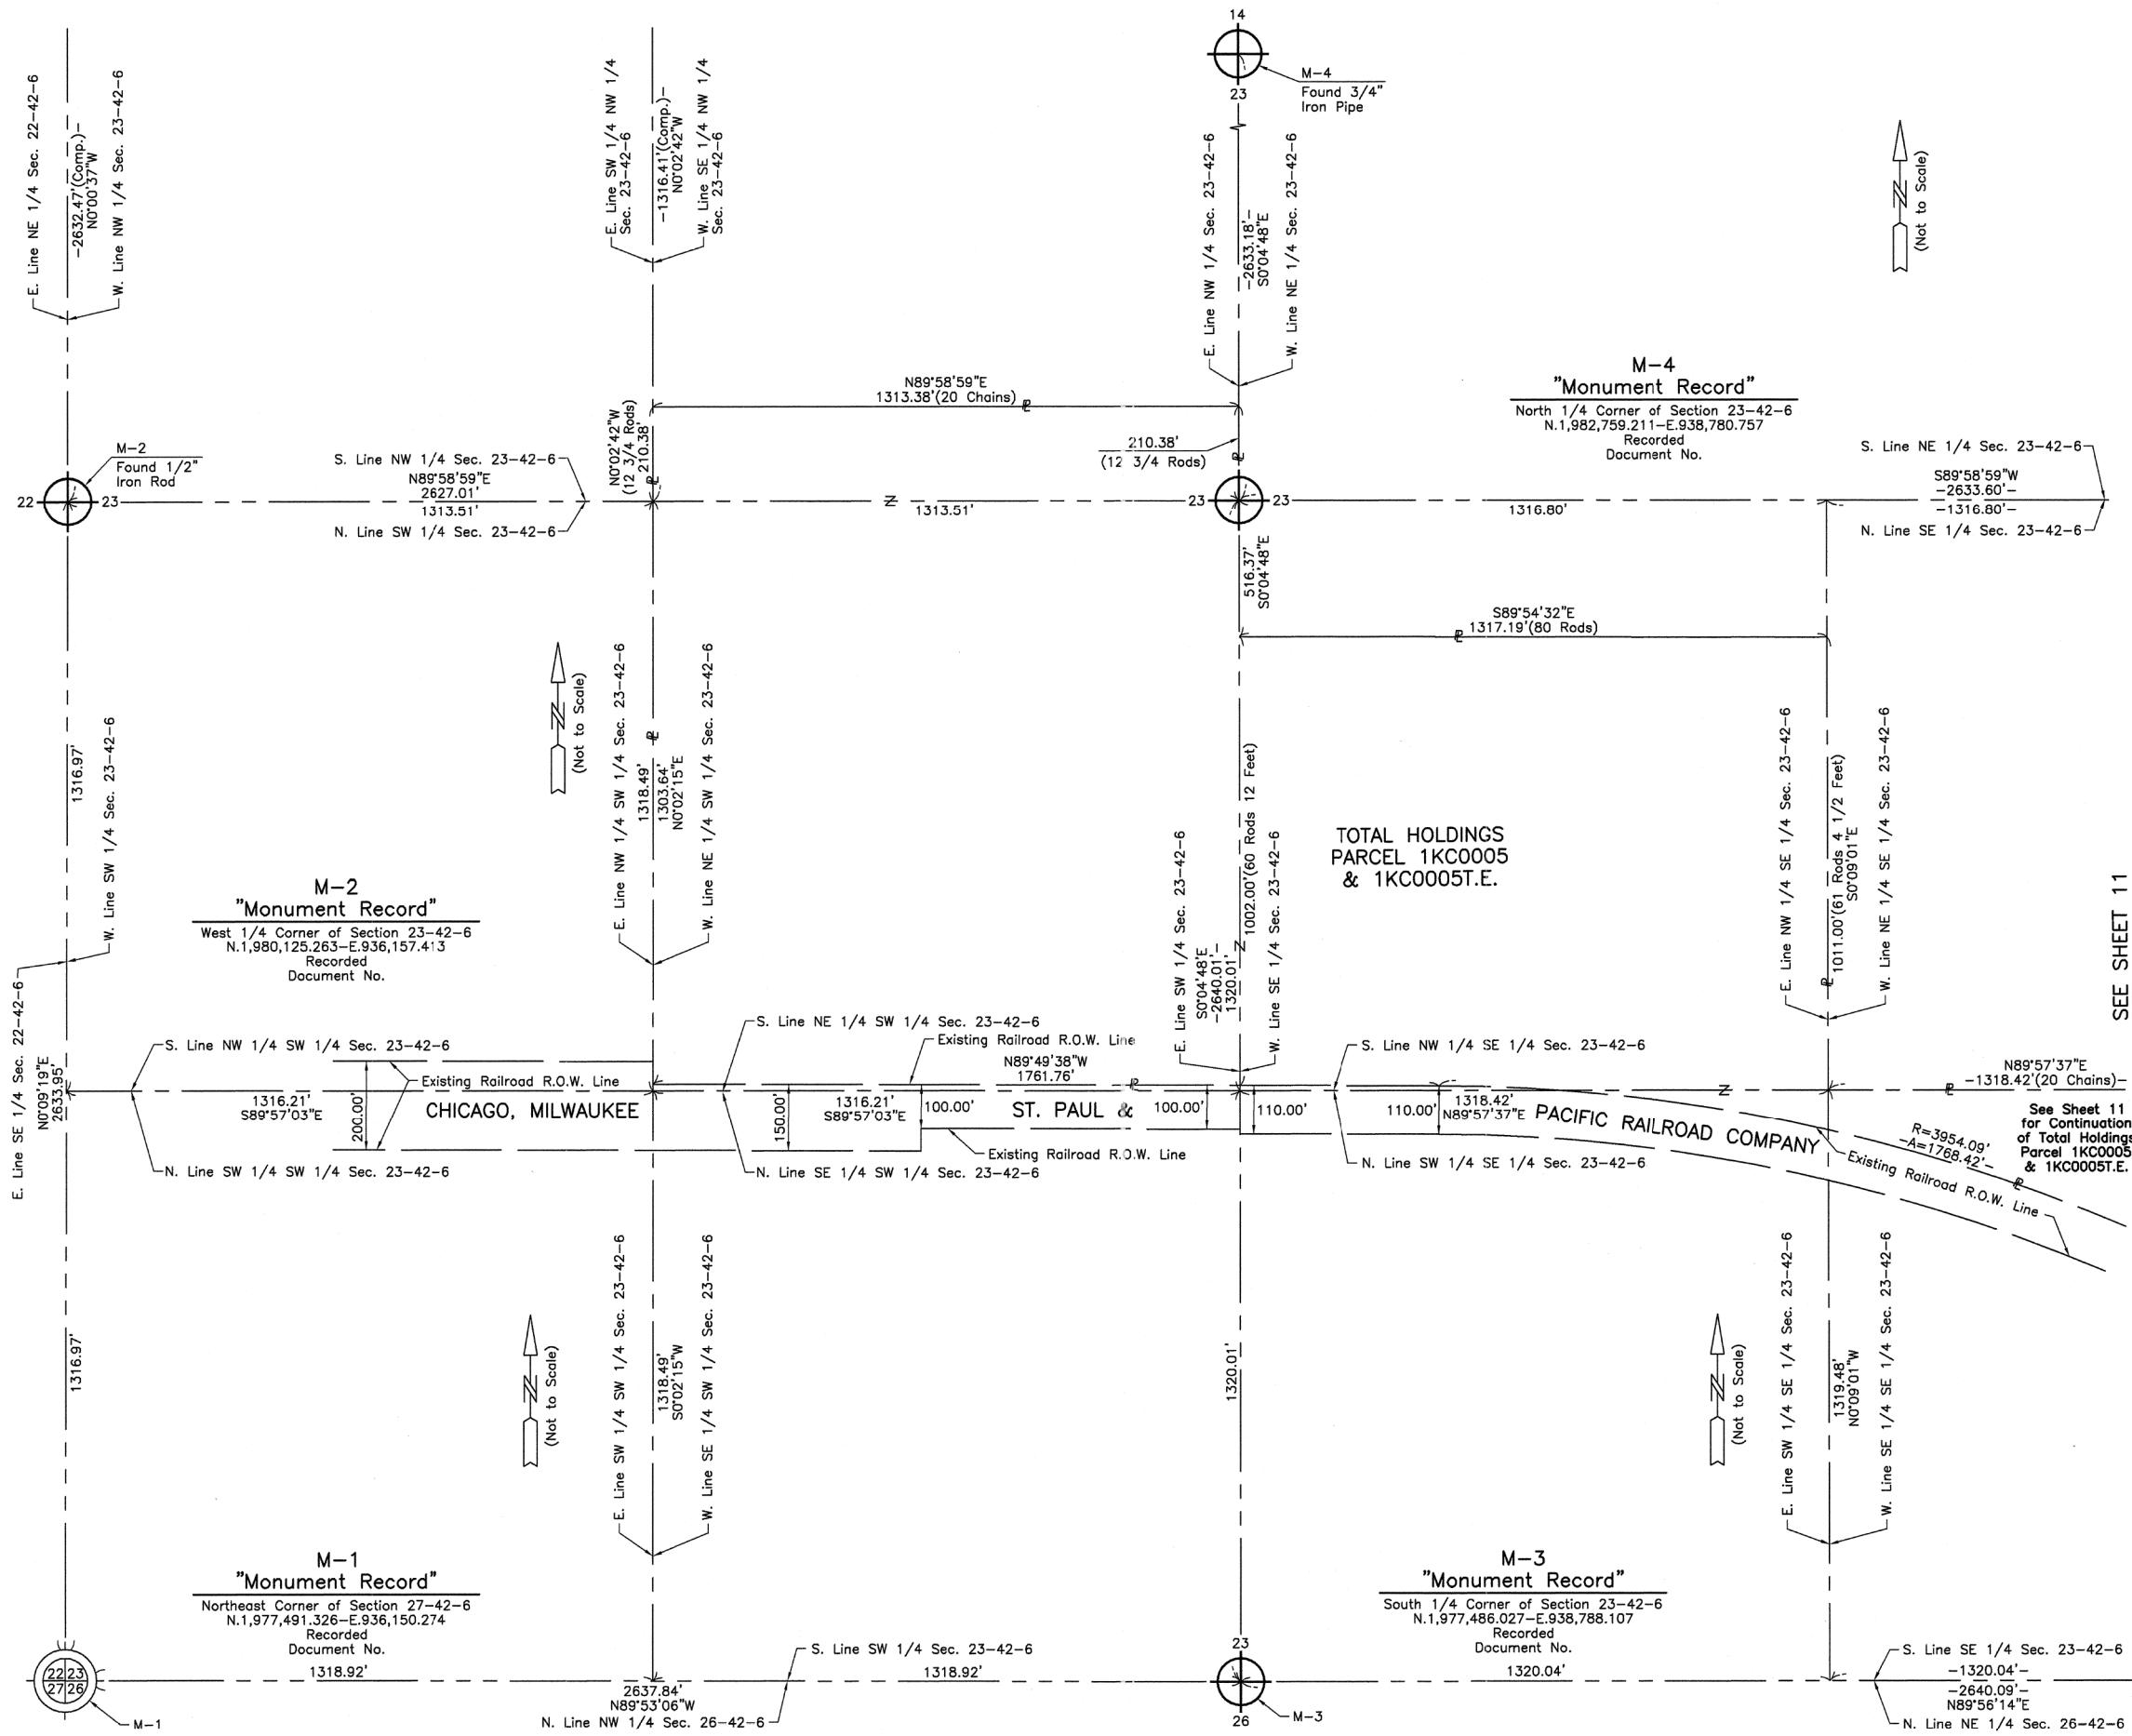 14
23
M-4
Found 3/4"
Iron Pipe
E. Line NE 1/4 Sec. 22-42-6
-2632.47'(Comp.)-
N0°00'37"W
W. Line NW 1/4 Sec. 23-42-6
E. Line SW 1/4 NW 1/4
Sec. 23-42-6
-1316.41'(Comp.)-
N0°02'42"W
W. Line SE 1/4 NW 1/4
Sec. 23-42-6
E. Line NW 1/4 Sec. 23-42-6
-2633.18'-
S0°04'48"E
W. Line NE 1/4 Sec. 23-42-6
N
(Not to Scale)
N89°58'59"E
1313.38'(20 Chains)
N0°02'42"W
(12 3/4 Rods)
210.38'
210.38'
(12 3/4 Rods)
M-4
"Monument Record"
North 1/4 Corner of Section 23-42-6
N.1,982,759.211-E.938,780.757
Recorded
Document No.
M-2
Found 1/2"
Iron Rod
22
23
S. Line NW 1/4 Sec. 23-42-6
N89°58'59"E
2627.01'
1313.51'
N. Line SW 1/4 Sec. 23-42-6
1313.51'
23
23
1316.80'
S. Line NE 1/4 Sec. 23-42-6
S89°58'59"W
-2633.60'-
-1316.80'-
N. Line SE 1/4 Sec. 23-42-6
516.37'
S0°04'48"E
S89°54'32"E
1317.19'(80 Rods)
1316.97'
W. Line SW 1/4 Sec. 23-42-6
N
(Not to Scale)
E. Line NW 1/4 SW 1/4 Sec. 23-42-6
1318.49'
1303.64'
N0°02'15"E
W. Line NE 1/4 SW 1/4 Sec. 23-42-6
E. Line SW 1/4 Sec. 23-42-6
S0°04'48"E
-2640.01'-
1320.01'
1002.00'(60 Rods 12 Feet)
W. Line SE 1/4 Sec. 23-42-6
TOTAL HOLDINGS
PARCEL 1KC0005
& 1KC0005T.E.
E. Line NW 1/4 SE 1/4 Sec. 23-42-6
1011.00'(61 Rods 4 1/2 Feet)
S0°09'01"E
W. Line NE 1/4 SE 1/4 Sec. 23-42-6
SEE SHEET 11
M-2
"Monument Record"
West 1/4 Corner of Section 23-42-6
N.1,980,125.263-E.936,157.413
Recorded
Document No.
E. Line SE 1/4 Sec. 22-42-6
N0°09'19"E
2633.95'
S. Line NW 1/4 SW 1/4 Sec. 23-42-6
Existing Railroad R.O.W. Line
1316.21'
S89°57'03"E
200.00'
N. Line SW 1/4 SW 1/4 Sec. 23-42-6
CHICAGO, MILWAUKEE
S. Line NE 1/4 SW 1/4 Sec. 23-42-6
Existing Railroad R.O.W. Line
N89°49'38"W
1761.76'
150.00'
1316.21'
S89°57'03"E
100.00'
ST. PAUL &
100.00'
Existing Railroad R.O.W. Line
N. Line SE 1/4 SW 1/4 Sec. 23-42-6
110.00'
S. Line NW 1/4 SE 1/4 Sec. 23-42-6
110.00'
1318.42'
N89°57'37"E
PACIFIC RAILROAD COMPANY
N. Line SW 1/4 SE 1/4 Sec. 23-42-6
N89°57'37"E
-1318.42'(20 Chains)-
See Sheet 11
for Continuation
of Total Holdings
Parcel 1KC0005
& 1KC0005T.E.
R=3954.09'
-A=1768.42'-
Existing Railroad R.O.W. Line
1316.97'
N
(Not to Scale)
E. Line SW 1/4 SW 1/4 Sec. 23-42-6
1318.49'
S0°02'15"W
W. Line SE 1/4 SW 1/4 Sec. 23-42-6
1320.01'
N
(Not to Scale)
E. Line SW 1/4 SE 1/4 Sec. 23-42-6
1319.48'
N0°09'01"W
W. Line SE 1/4 SE 1/4 Sec. 23-42-6
M-1
"Monument Record"
Northeast Corner of Section 27-42-6
N.1,977,491.326-E.936,150.274
Recorded
Document No.
M-3
"Monument Record"
South 1/4 Corner of Section 23-42-6
N.1,977,486.027-E.938,788.107
Recorded
Document No.
22 23
27 26
M-1
1318.92'
S. Line SW 1/4 Sec. 23-42-6
1318.92'
2637.84'
N89°53'06"W
N. Line NW 1/4 Sec. 26-42-6
23
26
M-3
1320.04'
S. Line SE 1/4 Sec. 23-42-6
-1320.04'-
-2640.09'-
N89°56'14"E
N. Line NE 1/4 Sec. 26-42-6